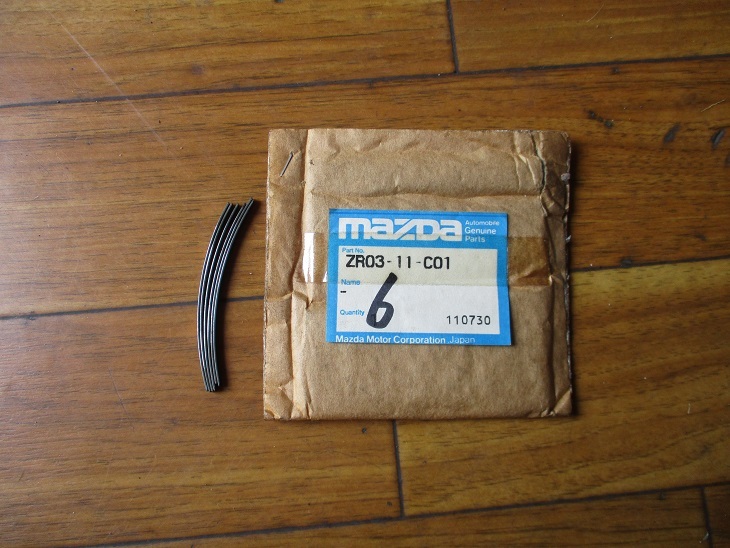 mazda
Automobile
Genuine
Parts
Part No.
ZR03-11-C01
Name
-
Quantity
6
110730
Mazda Motor Corporation Japan